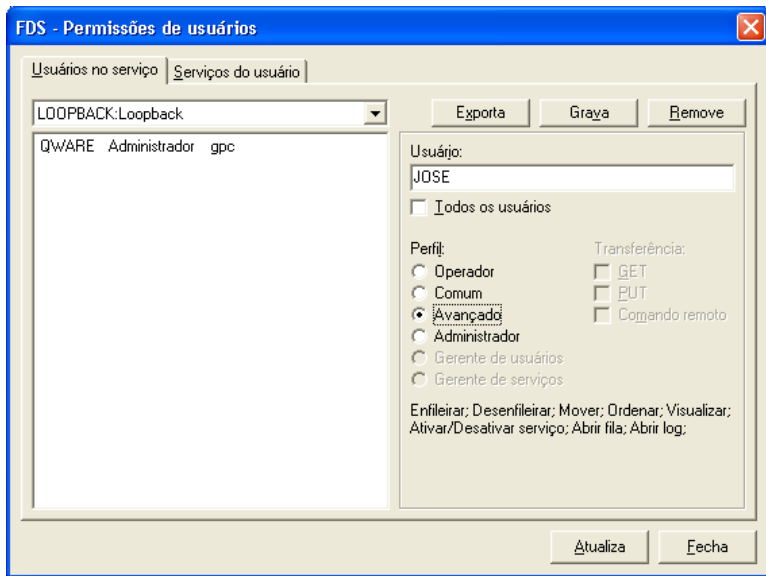 FDS - Permissões de usuários
Usuários no serviço
Serviços do usuário
LOOPBACK:Loopback
Exporta
Grava
Remove
QWARE Administrador gpc
Usuário:
JOSE
Todos os usuários
Perfil:
Transferência:
Operador
GET
Comum
PUT
Avançado
Comando remoto
Administrador
Gerente de usuários
Gerente de serviços
Enfileirar; Desenfileirar; Mover; Ordenar; Visualizar;
Ativar/Desativar serviço; Abrir fila; Abrir log;
Atualiza
Fecha